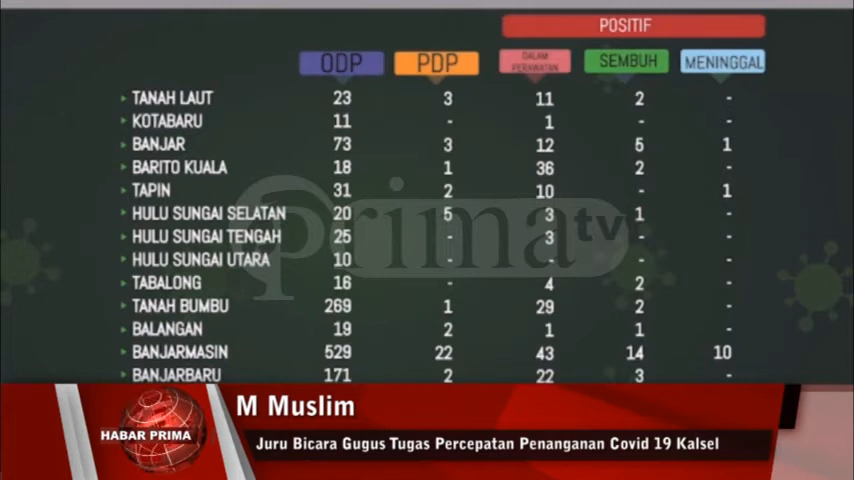 POSITIF
ODP PDP DALAM PERAWATAN SEMBUH MENINGGAL
TANAH LAUT 23 3 11 2 -
KOTABARU 11 - 1 - -
BANJAR 73 3 12 5 1
BARITO KUALA 18 1 36 2 -
TAPIN 31 2 10 - 1
HULU SUNGAI SELATAN 20 5 3 1 -
HULU SUNGAI TENGAH 25 - 3 - -
HULU SUNGAI UTARA 10 - - - -
TABALONG 16 - 4 2 -
TANAH BUMBU 269 1 29 2 -
BALANGAN 19 2 1 1 -
BANJARMASIN 529 22 43 14 10
BANJARBARU 171 2 22 3 -
prima tv
M Muslim
HABAR PRIMA
Juru Bicara Gugus Tugas Percepatan Penanganan Covid 19 Kalsel